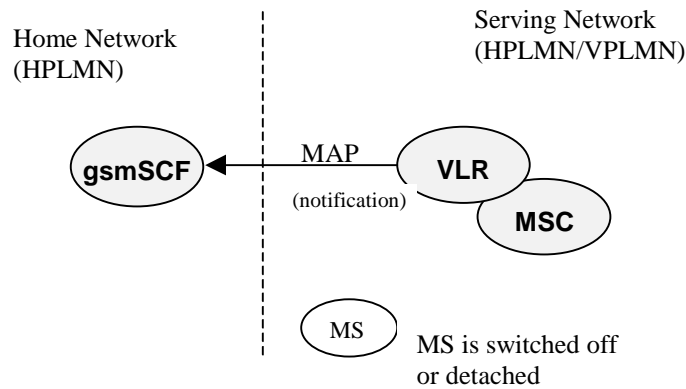 Home Network
(HPLMN)
Serving Network
(HPLMN/VPLMN)
gsmSCF
MAP
(notification)
VLR
MSC
MS
MS is switched off
or detached